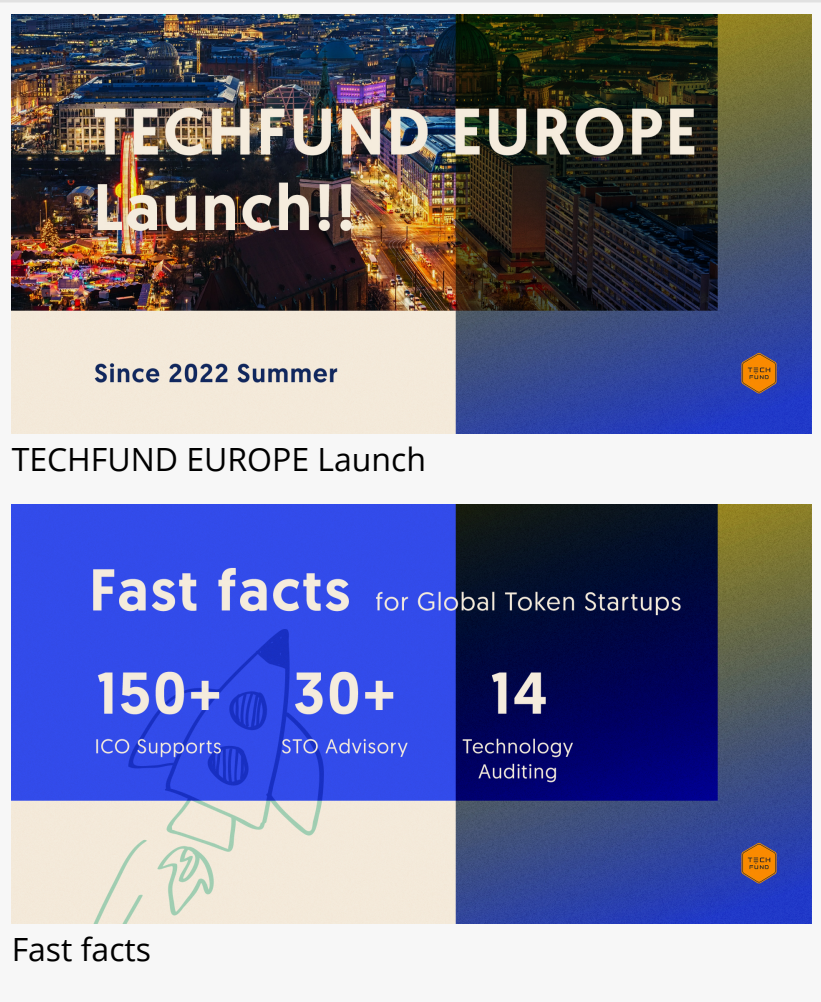 TECHFUND EUROPE
Launch!!
Since 2022 Summer
TECH
FUND
TECHFUND EUROPE Launch
Fast facts for Global Token Startups
150+ 30+ 14
ICO Supports STO Advisory Technology
Auditing
TECH
FUND
Fast facts